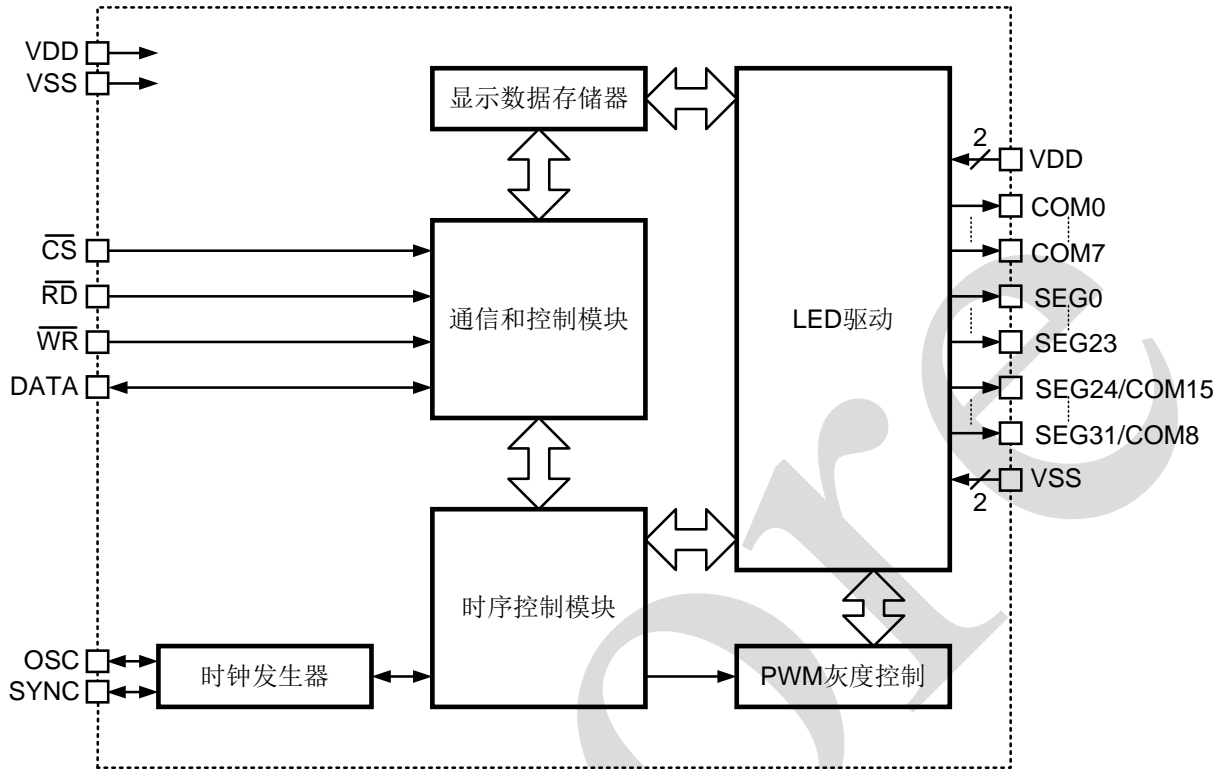 VDD
VSS
显示数据存储器
2
VDD
COM0
COM7
CS
RD
WR
DATA
通信和控制模块
LED驱动
SEG0
SEG23
SEG24/COM15
SEG31/COM8
VSS
2
时序控制模块
OSC
SYNC
时钟发生器
PWM灰度控制